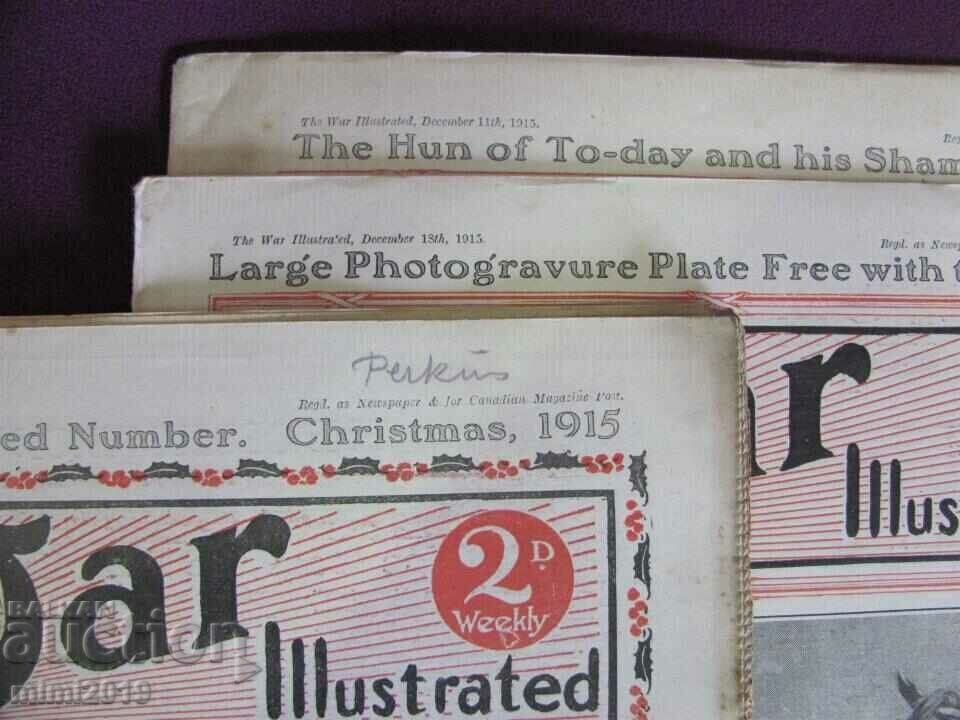 The War Illustrated, December 11th, 1915.
The Hun of To-day and his Sham
The War Illustrated, December 18th, 1915.
Regd. as Newsp
Large Photogravure Plate Free with t
ar
Illus
Perkins
Regd. as Newspaper & for Canadian Magazine Post.
ed Number. Christmas, 1915
ar
2D.
Weekly
Illustrated
BALKAN
auction
mimi2019